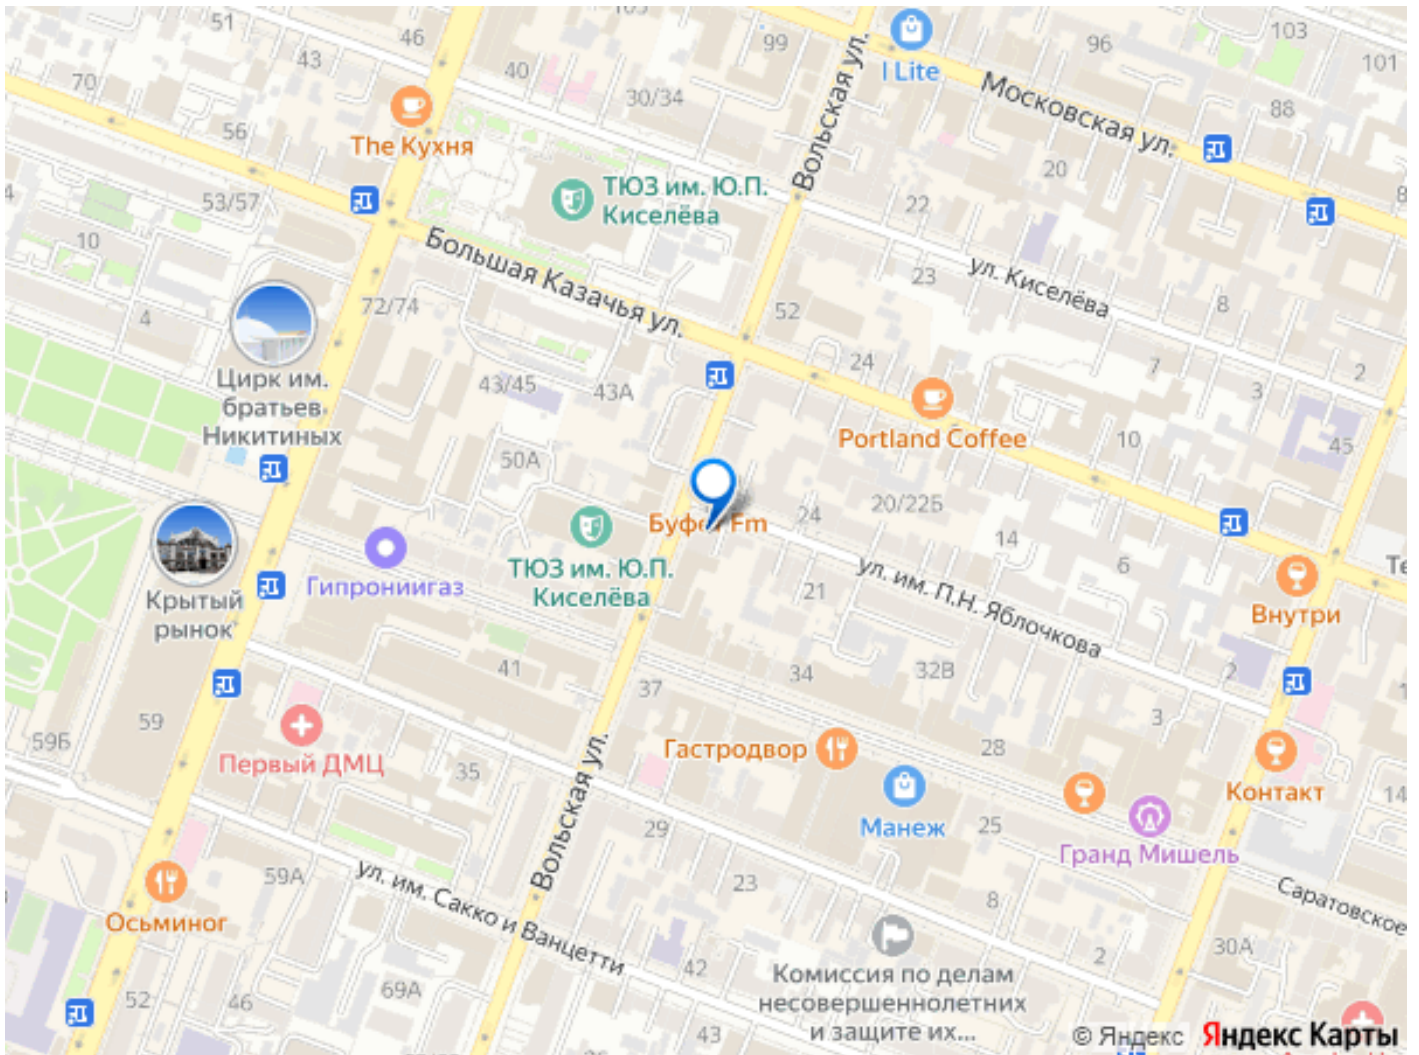 51
46
103
99
96
I Lite
101
43
40
70
Московская ул.
30/34
88
56
The Кухня
Вольская ул.
20
ТЮЗ им. Ю.П.
Киселёва
53/57
22
10
Большая Казачья ул.
ул. Киселёва
23
72/74
52
8
4
24
7
Цирк им.
братьев
Никитиных
43/45
43А
Portland Coffee
3
2
10
45
50А
20/22Б
24
Буфет Fm
14
ТЮЗ им. Ю.П.
Киселёва
Гипрониигаз
ул. им. П.Н. Яблочкова
6
Крытый
рынок
21
Внутри
41
34
32В
2
37
59
3
59Б
Первый ДМЦ
Гастродвор
28
35
Контакт
14
Манеж
25
Вольская ул.
29
Гранд Мишель
59А
ул. им. Сакко и Ванцетти
23
8
Саратовское
Осьминог
30А
42
2
Комиссия по делам
несовершеннолетних
и защите их...
69А
52
46
43
© Яндекс Яндекс Карты